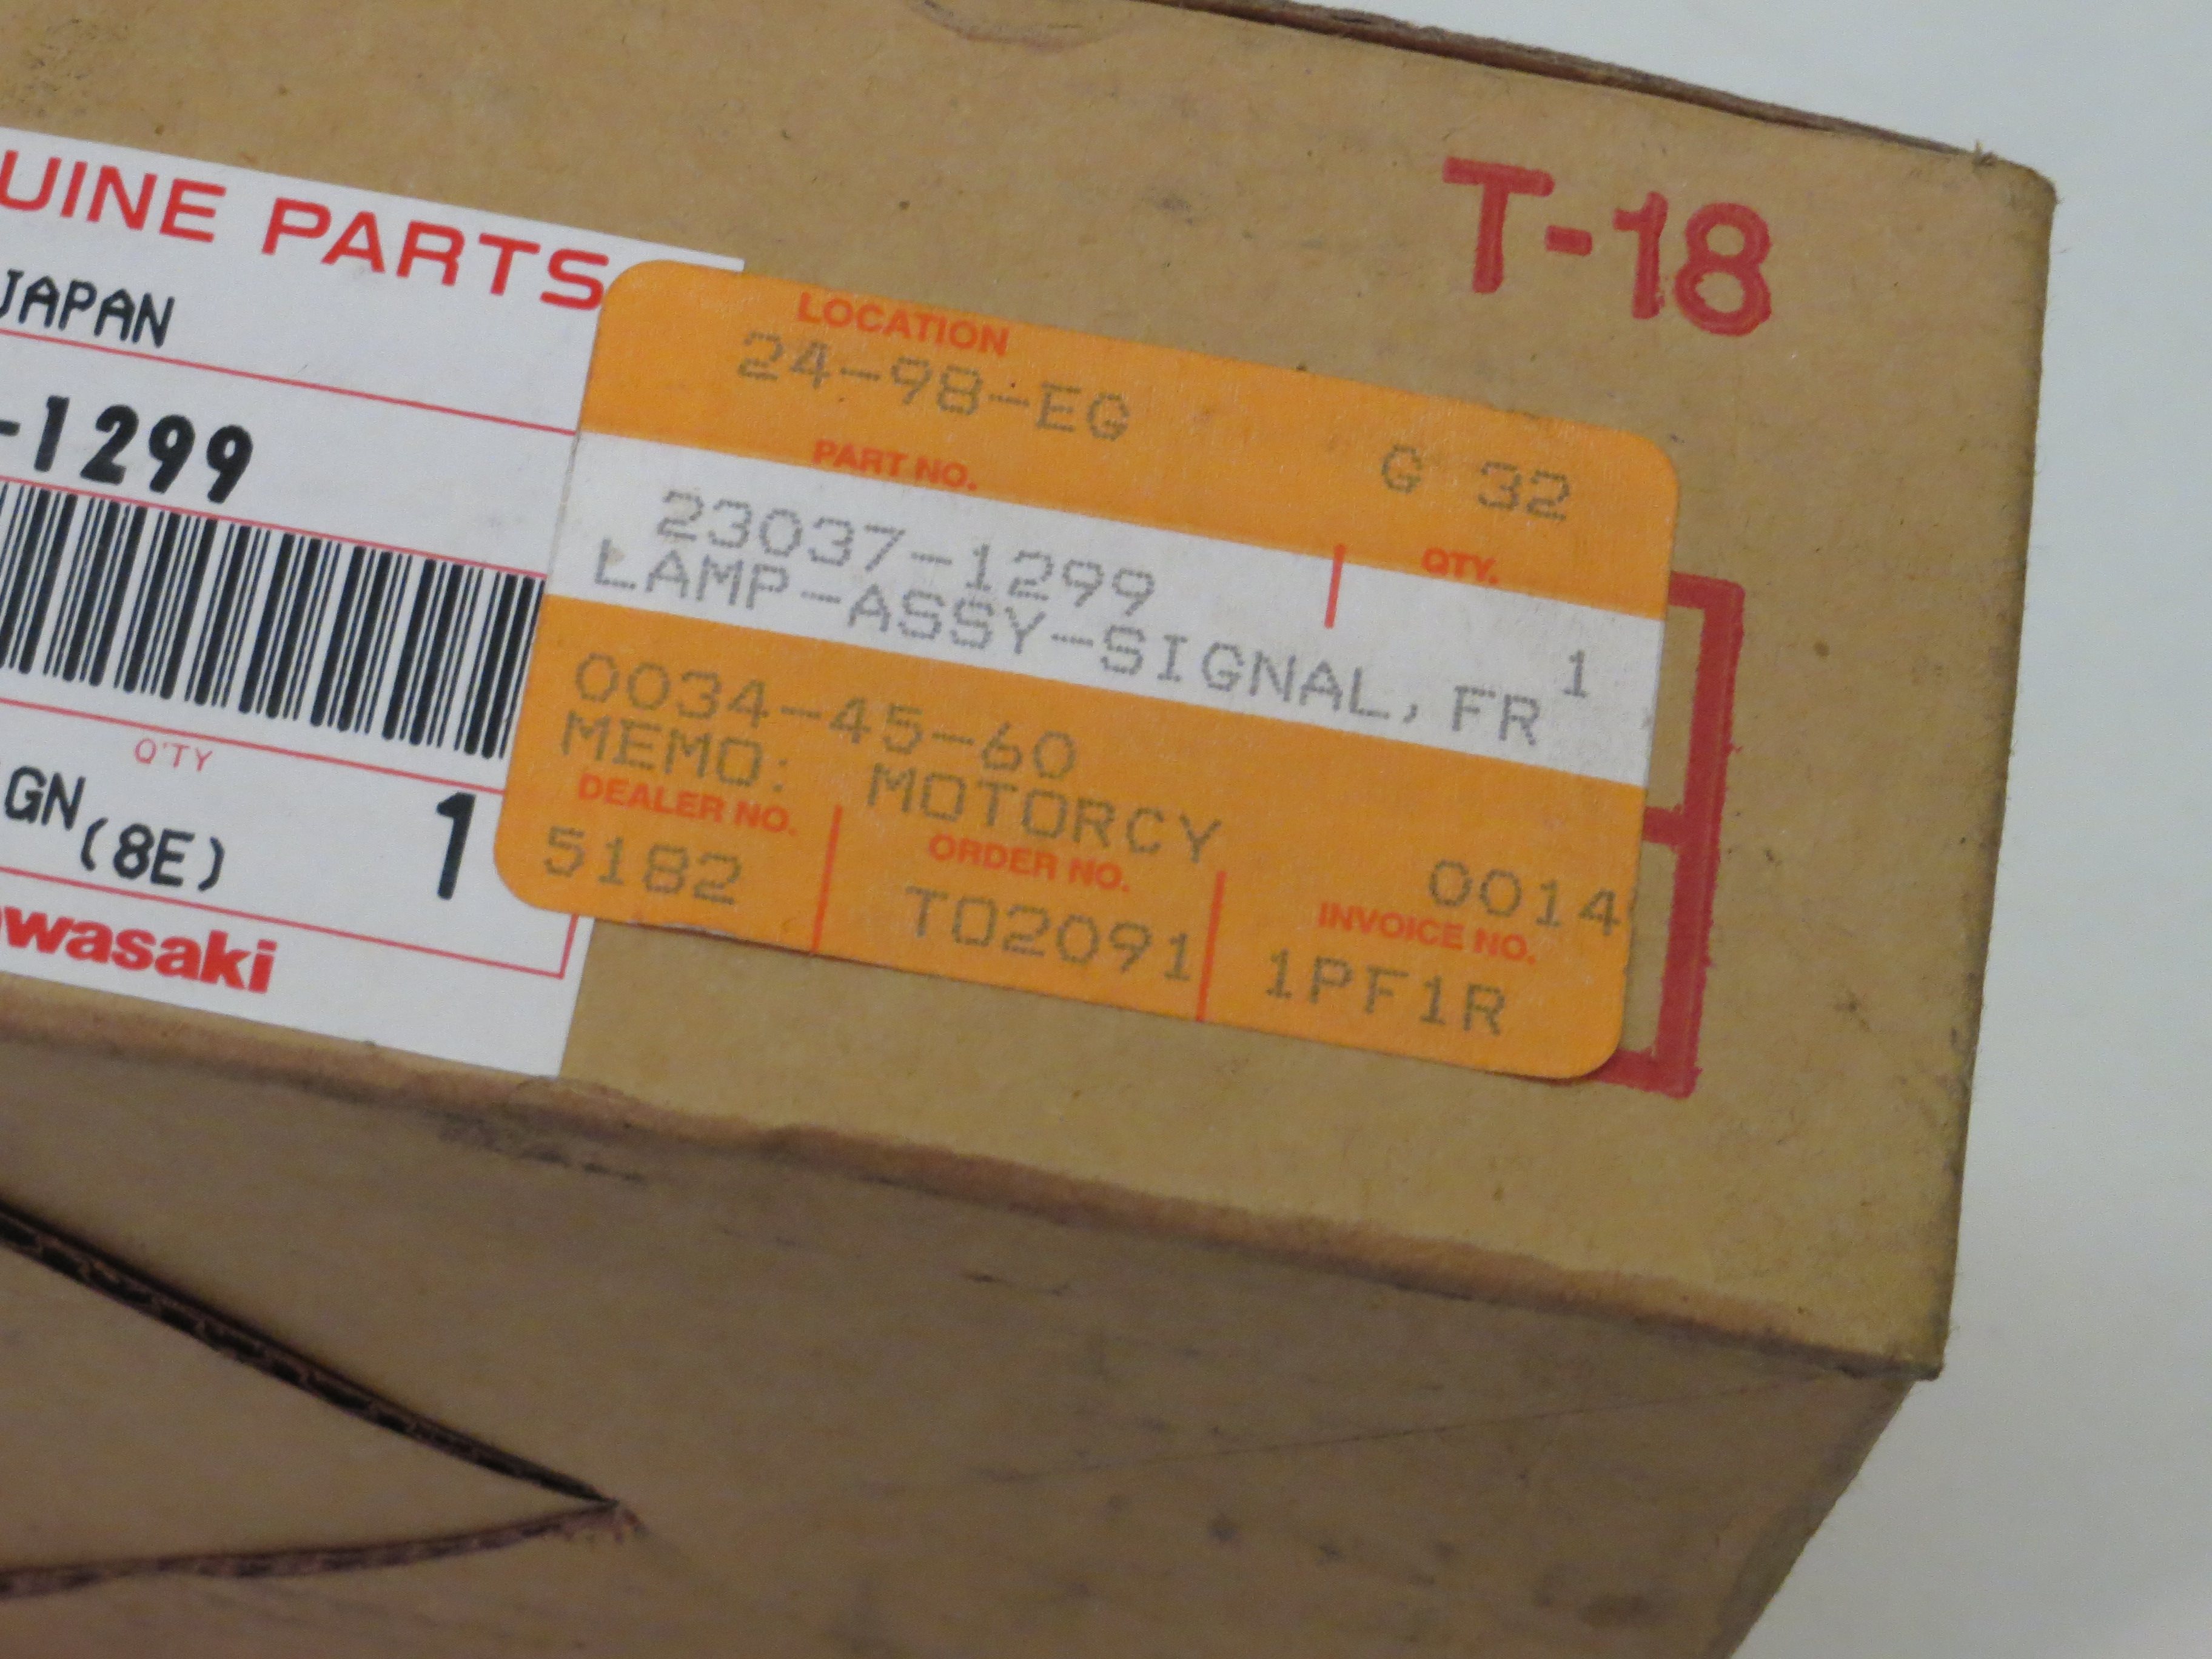 T-18
UINE PARTS
JAPAN
-1299
Q'TY
GN(8E) 1
wasaki
LOCATION
24-98-EG G 32
PART NO. QTY.
23037-1299
LAMP-ASSY-SIGNAL,FR 1
0034-45-60
MEMO: MOTORCY 0014
DEALER NO. ORDER NO. INVOICE NO.
5182 T02091 1PF1R